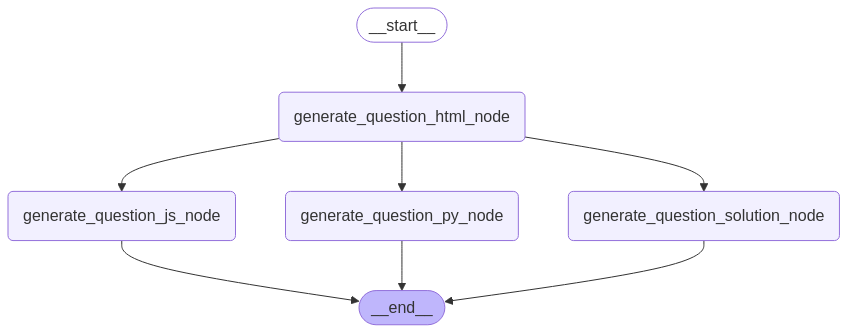 __start__
generate_question_html_node
generate_question_js_node
generate_question_py_node
generate_question_solution_node
__end__